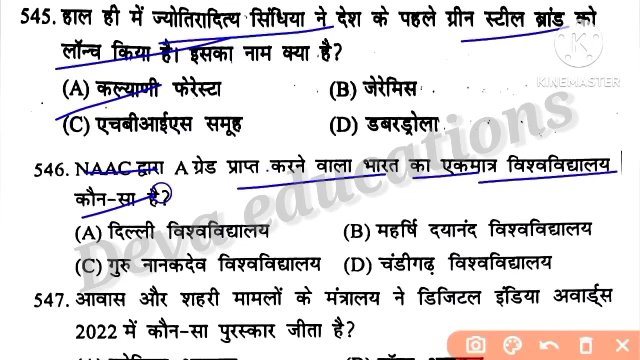 545. हाल ही में ज्योतिरादित्य सिंधिया ने देश के पहले ग्रीन स्टील ब्रांड को
लॉन्च किया है। इसका नाम क्या है?
(A) कल्याणी फेरेस्टा (B) जेरेमिस
(C) एचबीआईएस समूह (D) डबरड्रोला
546. NAAC द्वारा A ग्रेड प्राप्त करने वाला भारत का एकमात्र विश्वविद्यालय
कौन-सा है?
(A) दिल्ली विश्वविद्यालय (B) महर्षि दयानंद विश्वविद्यालय
(C) गुरु नानकदेव विश्वविद्यालय (D) चंडीगढ़ विश्वविद्यालय
547. आवास और शहरी मामलों के मंत्रालय ने डिजिटल इंडिया अवार्ड्स
2022 में कौन-सा पुरस्कार जीता है?
Deva educations
KINEMASTER